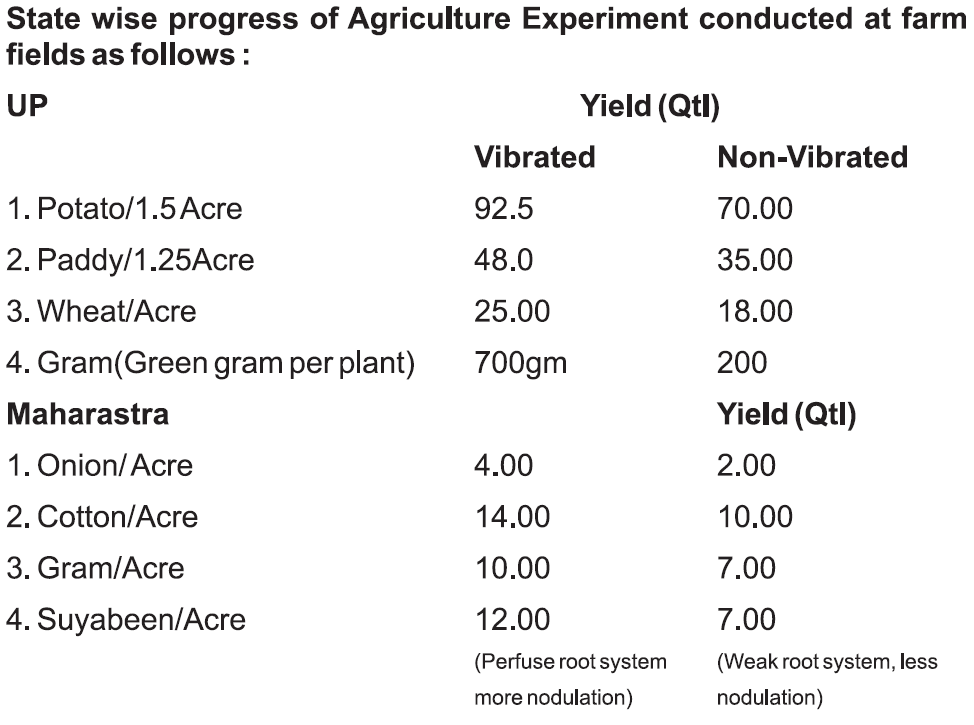 State wise progress of Agriculture Experiment conducted at farm
fields as follows :
UP Yield (Qtl)
Vibrated Non-Vibrated
1. Potato/1.5 Acre 92.5 70.00
2. Paddy/1.25Acre 48.0 35.00
3. Wheat/Acre 25.00 18.00
4. Gram(Green gram per plant) 700gm 200
Maharastra Yield (Qtl)
1. Onion/ Acre 4.00 2.00
2. Cotton/Acre 14.00 10.00
3. Gram/Acre 10.00 7.00
4. Suyabeen/Acre 12.00 7.00
(Perfuse root system (Weak root system, less
more nodulation) nodulation)